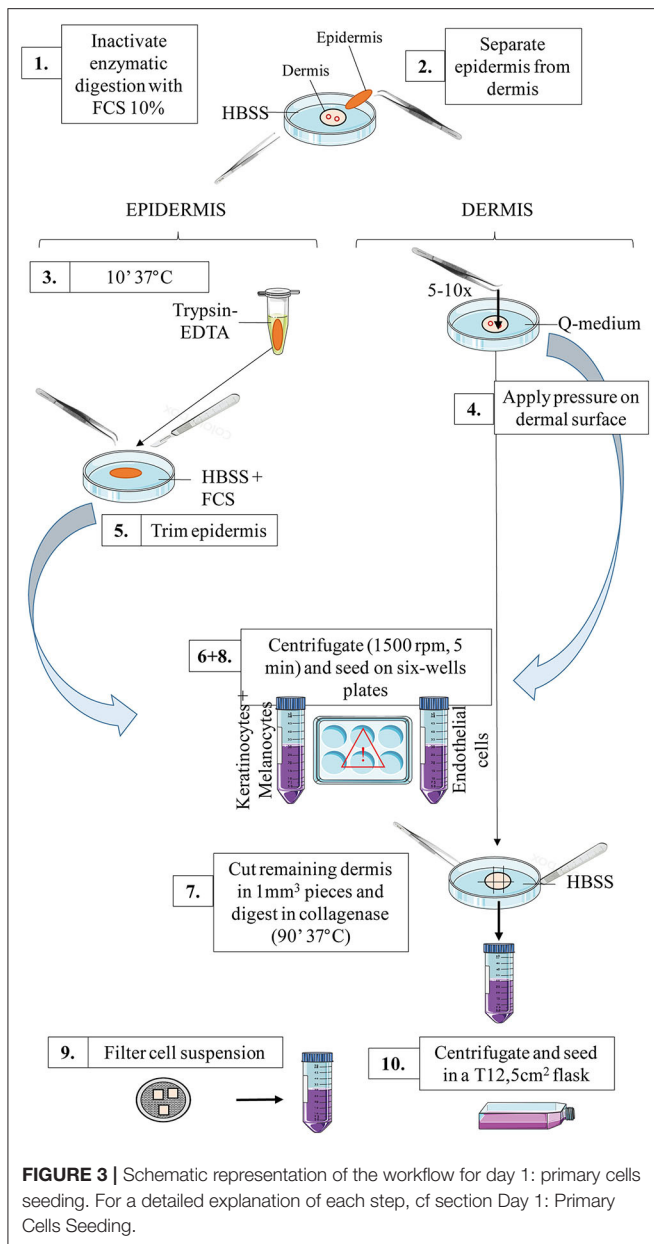 1.
Inactivate
enzymatic
digestion with
FCS 10%
Epidermis
Dermis
HBSS
2.
Separate
epidermis from
dermis
EPIDERMIS
DERMIS
3.
10' 37°C
Trypsin-
EDTA
5-10x
Q-medium
4.
Apply pressure on
dermal surface
HBSS +
FCS
5.
Trim epidermis
6+8.
Centrifugate (1500 rpm, 5
min) and seed on six-wells
plates
Keratinocytes+
Melanocytes
!
Endothelial
cells
7.
Cut remaining dermis
in 1mm³ pieces and
digest in collagenase
(90' 37°C)
HBSS
9.
Filter cell suspension
10.
Centrifugate and seed
in a T12,5cm² flask
FIGURE 3 | Schematic representation of the workflow for day 1: primary cells
seeding. For a detailed explanation of each step, cf section Day 1: Primary
Cells Seeding.